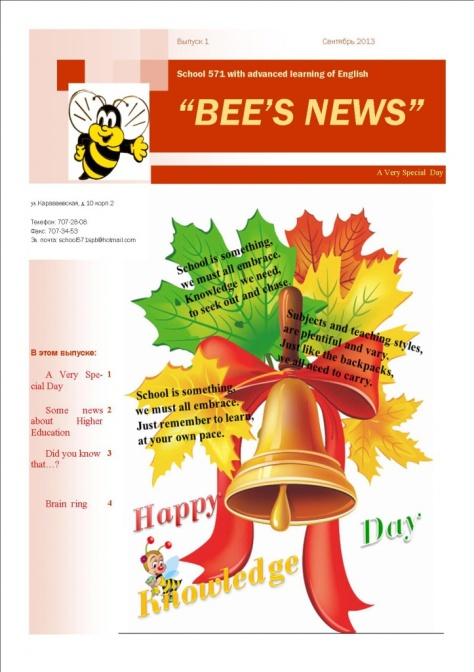 Выпуск 1 Сентябрь 2013
School 571 with advanced learning of English
“BEE’S NEWS”
A Very Special Day
ул. Караваевская, д. 10 корп. 2
Телефон: 707-28-08
Факс: 707-34-53
Эл. почта: school571spb@hotmail.com
В этом выпуске:
A Very Spe- 1
cial Day
Some news 2
about Higher
Education
Did you know 3
that…?
Brain ring 4
School is something,
we must all embrace.
Knowledge we need,
to seek out and chase.
Subjects and teaching styles,
are plentiful and vary.
Just like the backpacks,
we all need to carry.
School is something,
we must all embrace.
Just remember to learn,
at your own pace.
Happy
Day
Knowledge